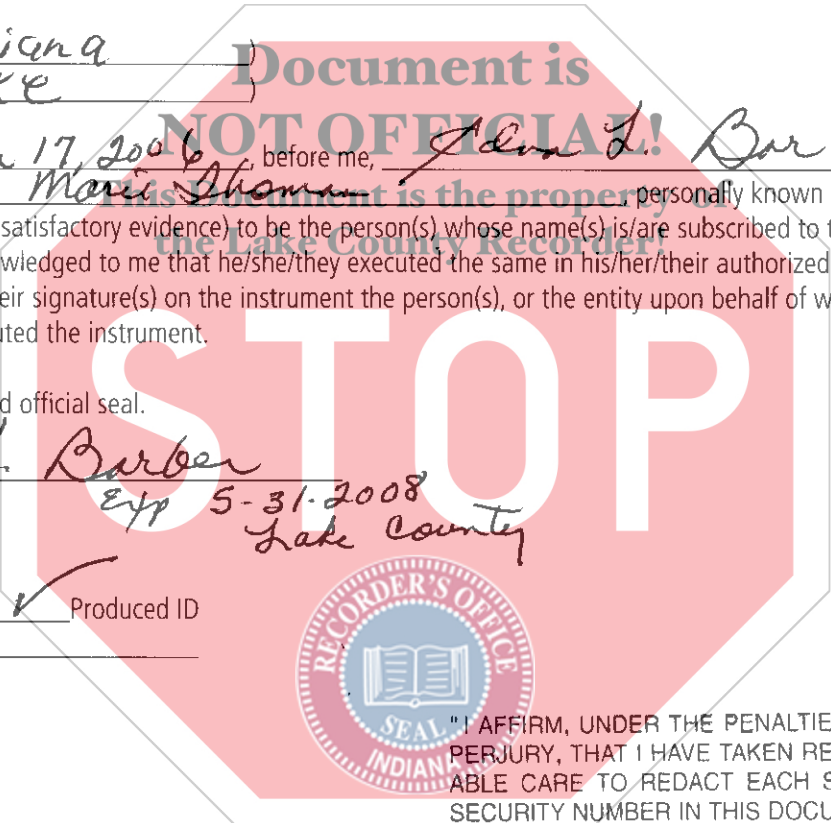 iana )
ke )
Document is
NOT OFFICIAL!
17, 2006, before me, Edna L Bar
Marie, personally known
This Document is the property of
satisfactory evidence) to be the person(s) whose name(s) is/are subscribed to t
the Lake County Recorder!
wledged to me that he/she/they executed the same in his/her/their authorized
eir signature(s) on the instrument the person(s), or the entity upon behalf of w
uted the instrument.
STOP
d official seal.
. Barber
Exp 5-31-2008
Lake County
✓ Produced ID
RECORDER'S OFFICE
SEAL
INDIANA
"I AFFIRM, UNDER THE PENALTIE
PERJURY, THAT I HAVE TAKEN RE
ABLE CARE TO REDACT EACH S
SECURITY NUMBER IN THIS DOCU